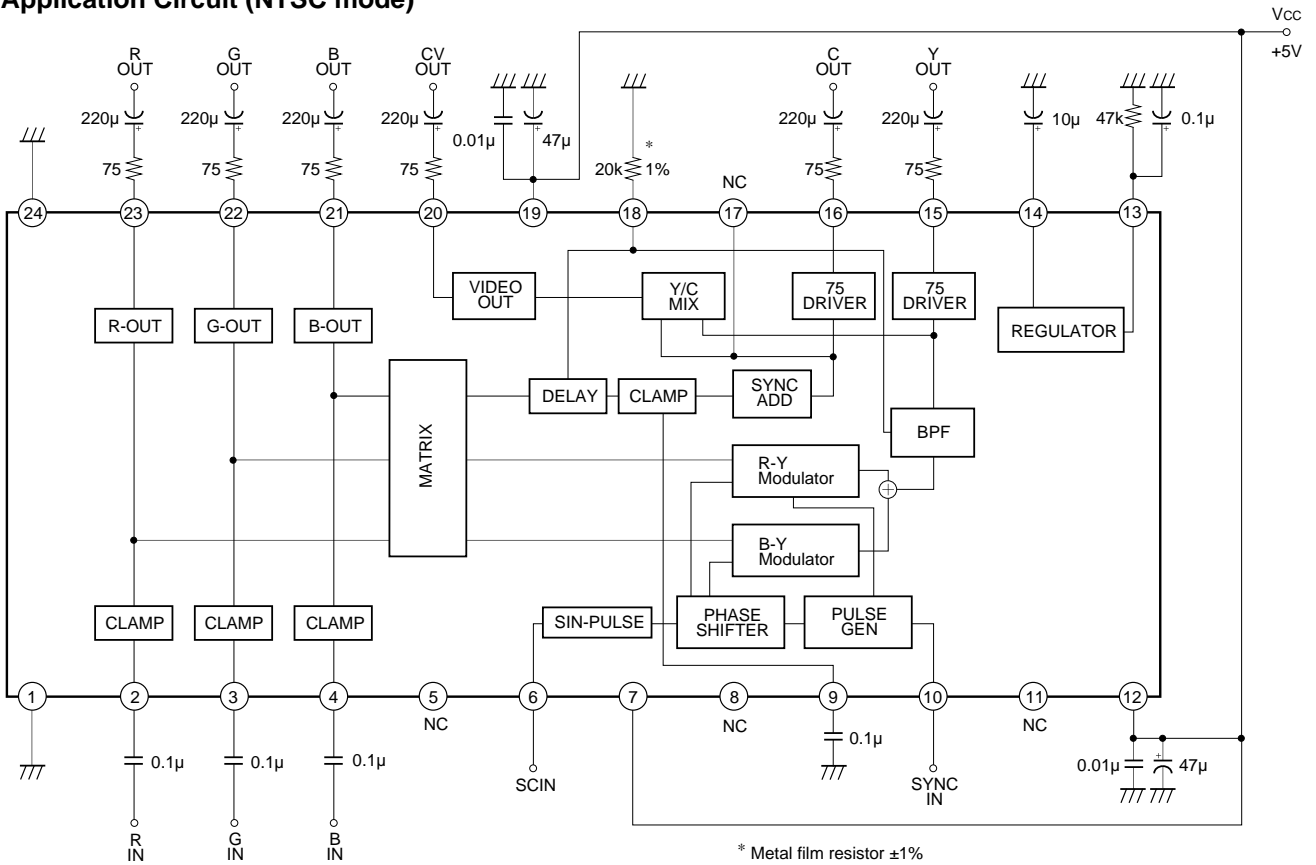 Application Circuit (NTSC mode)
VCC
+5V
R
OUT
G
OUT
B
OUT
CV
OUT
C
OUT
Y
OUT
220µ
220µ
220µ
220µ
0.01µ
47µ
220µ
220µ
10µ
47k
0.1µ
75
75
75
75
20k
*
1%
NC
75
75
24
23
22
21
20
19
18
17
16
15
14
13
R-OUT
G-OUT
B-OUT
VIDEO
OUT
Y/C
MIX
75
DRIVER
75
DRIVER
REGULATOR
MATRIX
DELAY
CLAMP
SYNC
ADD
BPF
R-Y
Modulator
B-Y
Modulator
CLAMP
CLAMP
CLAMP
SIN-PULSE
PHASE
SHIFTER
PULSE
GEN
1
2
3
4
5
6
7
8
9
10
11
12
NC
NC
NC
0.1µ
0.1µ
0.1µ
0.1µ
0.01µ
47µ
SCIN
SYNC
IN
R
IN
G
IN
B
IN
* Metal film resistor ±1%